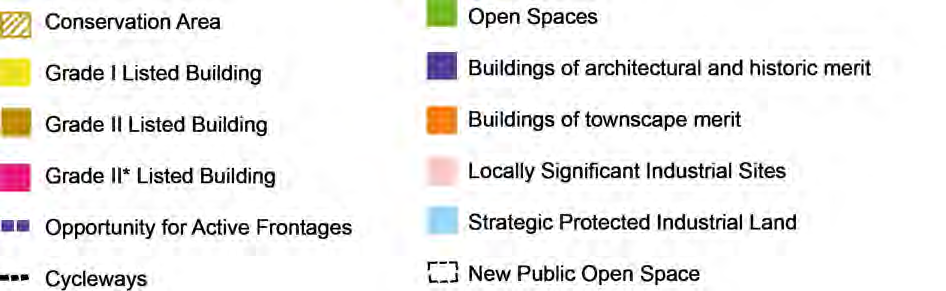 Conservation Area
Grade I Listed Building
Grade II Listed Building
Grade II* Listed Building
Opportunity for Active Frontages
Cycleways
Open Spaces
Buildings of architectural and historic merit
Buildings of townscape merit
Locally Significant Industrial Sites
Strategic Protected Industrial Land
New Public Open Space